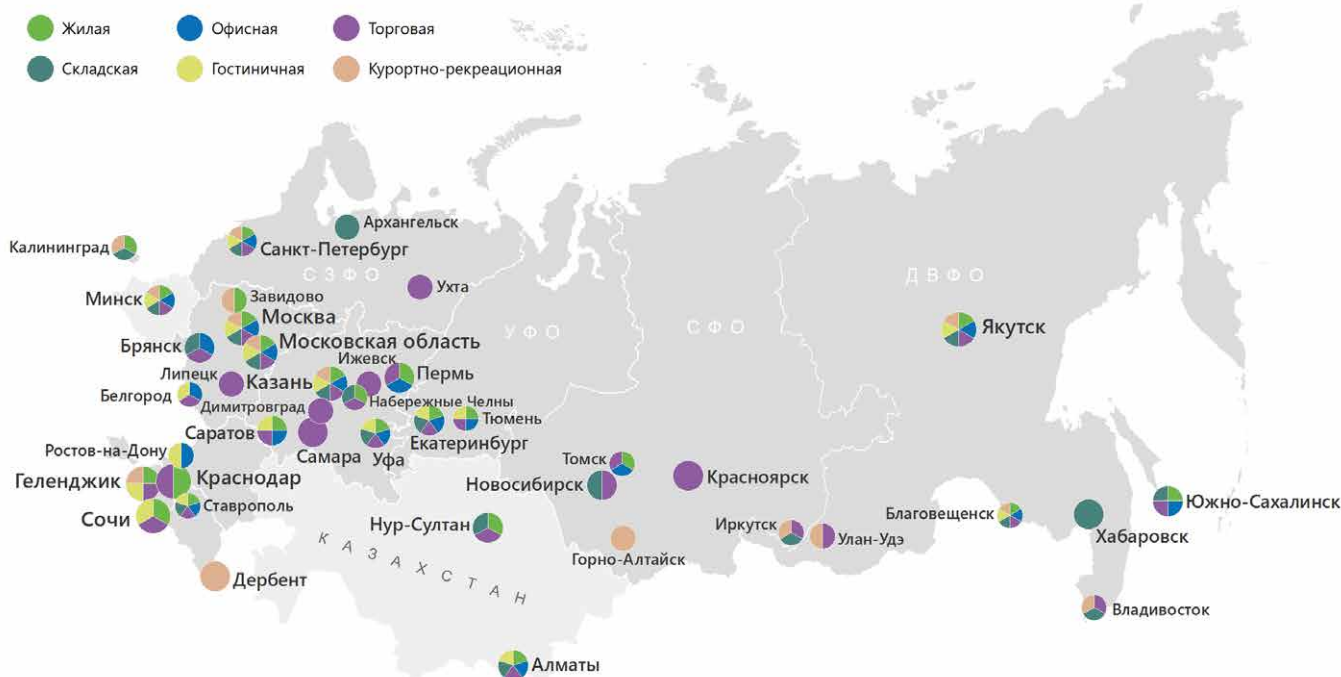 Жилая
Офисная
Торговая
Складская
Гостиничная
Курортно-рекреационная
Архангельск
Калининград
Санкт-Петербург
СЗФО
ДВФО
Ухта
Минск
Завидово
Москва
Якутск
УФО
СФО
Брянск
Московская область
Ижевск
Липецк
Казань
Пермь
Белгород
Набережные Челны
Димитровград
Тюмень
Саратов
Екатеринбург
Самара
Уфа
Ростов-на-Дону
Томск
Геленджик
Краснодар
Новосибирск
Красноярск
Ставрополь
Южно-Сахалинск
Сочи
Нур-Султан
Иркутск
Благовещенск
Хабаровск
Улан-Удэ
КАЗАХСТАН
Горно-Алтайск
Дербент
Владивосток
Алматы